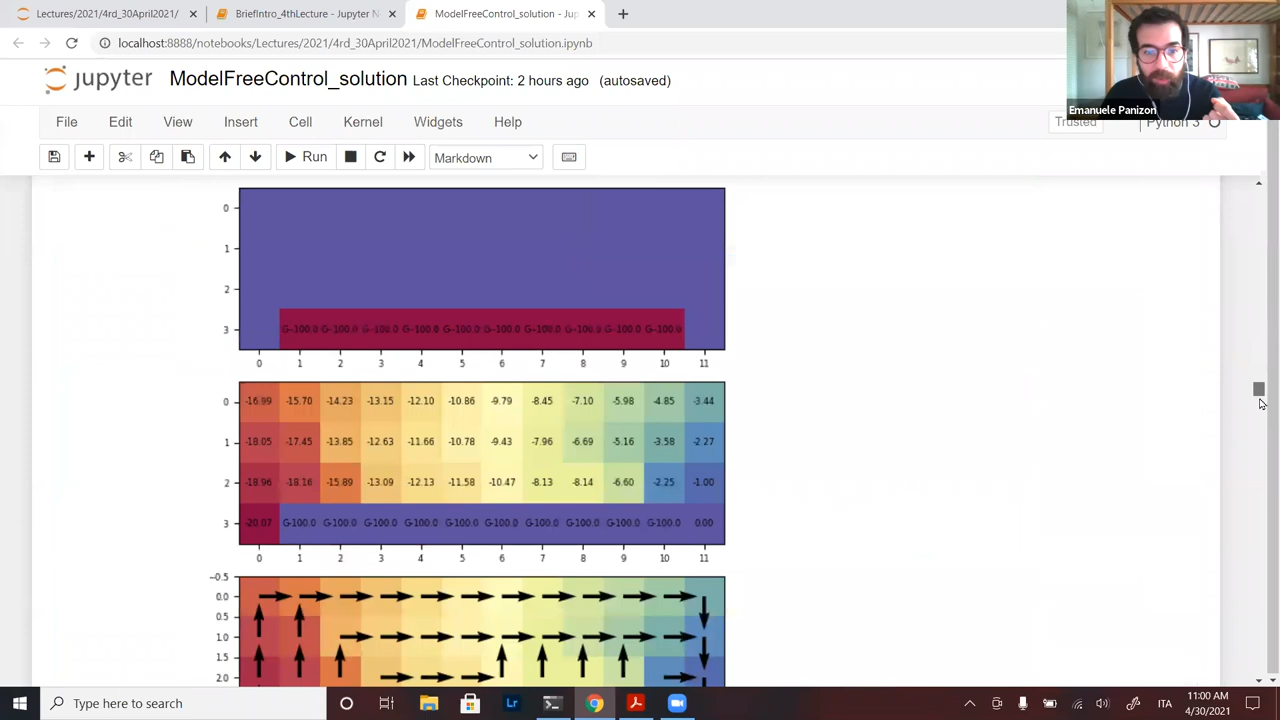 Lectures/2021/4rd_30April2021/
BriefIntro_4thLecture - Jupyter N
ModelFreeControl_solution - Jup
localhost:8888/notebooks/Lectures/2021/4rd_30April2021/ModelFreeControl_solution.ipynb
Emanuele Panizon
jupyter ModelFreeControl_solution Last Checkpoint: 2 hours ago (autosaved)
File Edit View Insert Cell Kernel Widgets Help
Trusted Python 3
Run Markdown
0
1
2
3 G-100.0 G-100.0 G-100.0 G-100.0 G-100.0 G-100.0 G-100.0 G-100.0 G-100.0 G-100.0
0 1 2 3 4 5 6 7 8 9 10 11
0 -16.99 -15.70 -14.23 -13.15 -12.10 -10.86 -9.79 -8.45 -7.10 -5.98 -4.85 -3.44
1 -18.05 -17.45 -13.85 -12.63 -11.66 -10.78 -9.43 -7.96 -6.69 -5.16 -3.58 -2.27
2 -18.96 -18.16 -15.89 -13.09 -12.13 -11.58 -10.47 -8.13 -8.14 -6.60 -2.25 -1.00
3 -20.07 G-100.0 G-100.0 G-100.0 G-100.0 G-100.0 G-100.0 G-100.0 G-100.0 G-100.0 G-100.0 0.00
0 1 2 3 4 5 6 7 8 9 10 11
-0.5
0.0
0.5
1.0
1.5
2.0
Type here to search
ITA
11:00 AM
4/30/2021